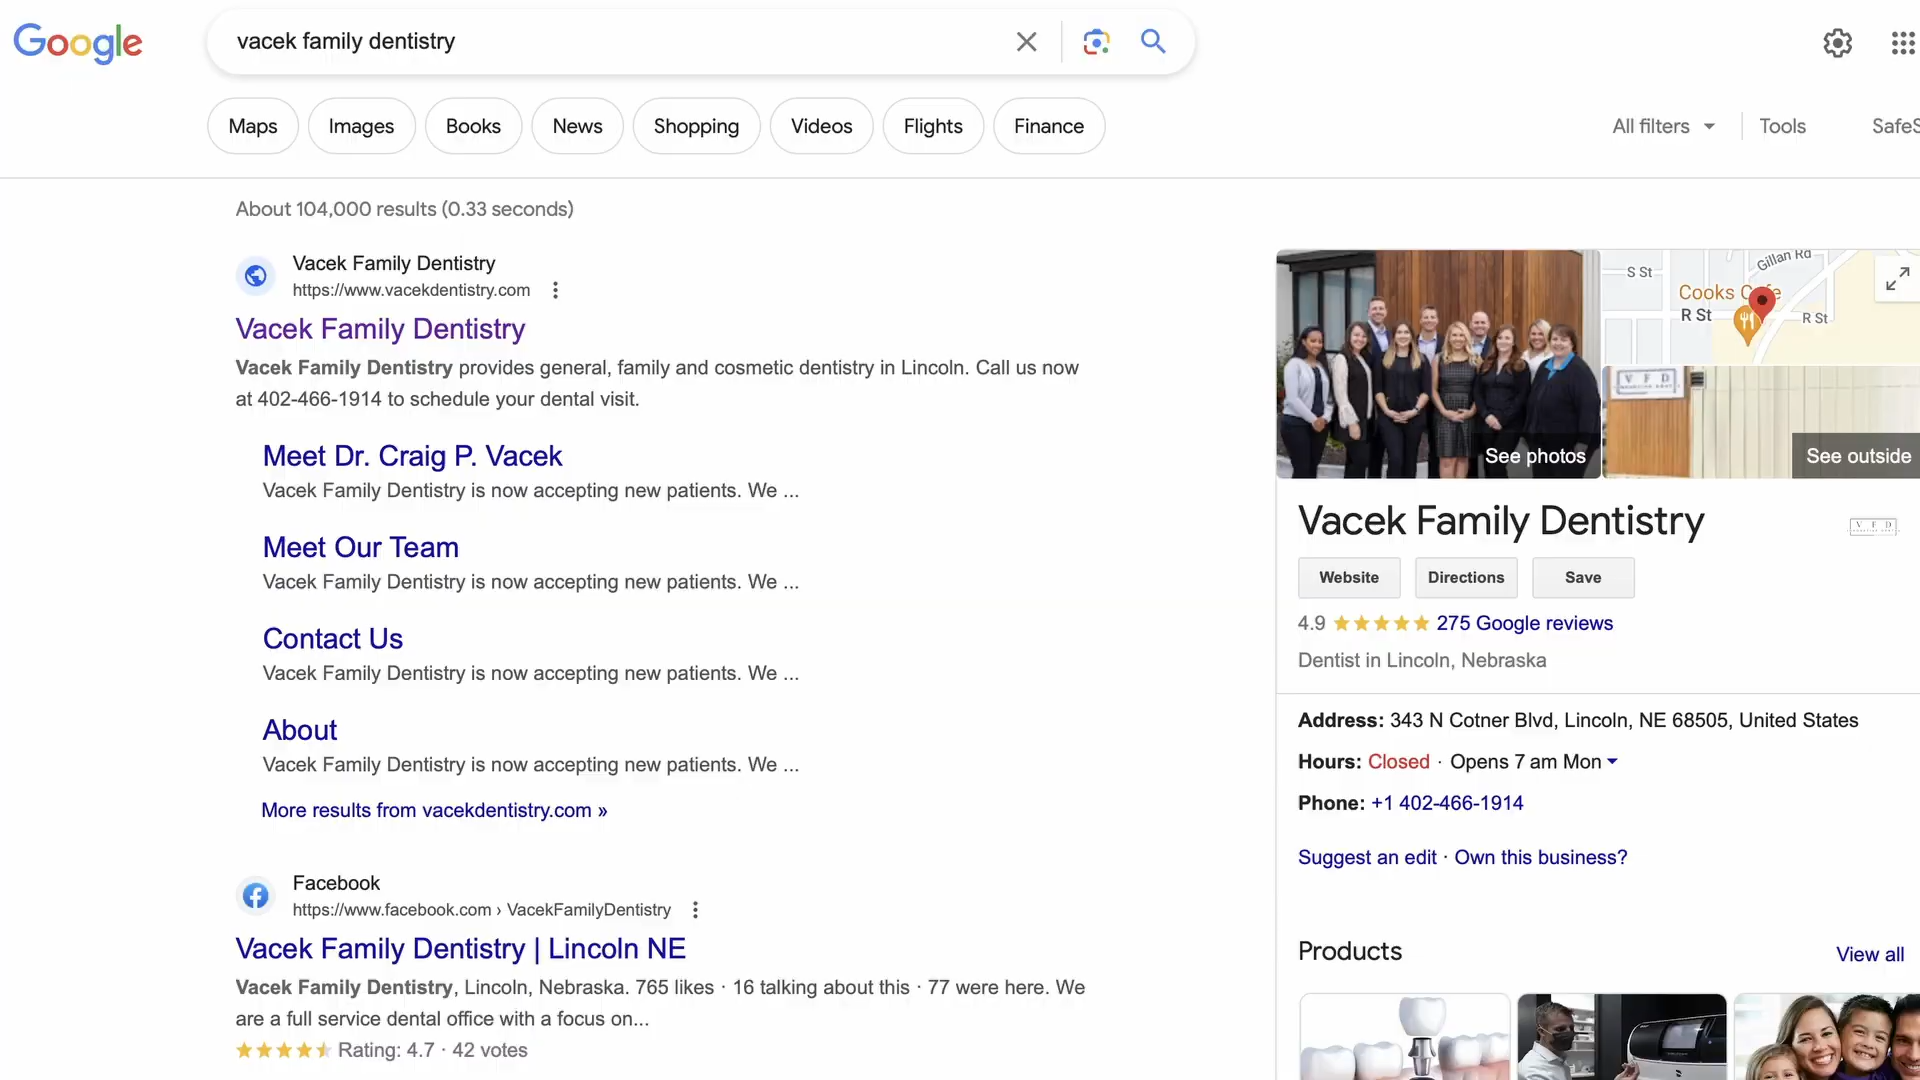 Google
vacek family dentistry
Maps
Images
Books
News
Shopping
Videos
Flights
Finance
All filters
Tools
SafeS
About 104,000 results (0.33 seconds)
Vacek Family Dentistry
https://www.vacekdentistry.com
Vacek Family Dentistry
Vacek Family Dentistry provides general, family and cosmetic dentistry in Lincoln. Call us now
at 402-466-1914 to schedule your dental visit.
Meet Dr. Craig P. Vacek
Vacek Family Dentistry is now accepting new patients. We ...
Meet Our Team
Vacek Family Dentistry is now accepting new patients. We ...
Contact Us
Vacek Family Dentistry is now accepting new patients. We ...
About
Vacek Family Dentistry is now accepting new patients. We ...
More results from vacekdentistry.com »
Facebook
https://www.facebook.com › VacekFamilyDentistry
Vacek Family Dentistry | Lincoln NE
Vacek Family Dentistry, Lincoln, Nebraska. 765 likes · 16 talking about this · 77 were here. We
are a full service dental office with a focus on...
Rating: 4.7 · 42 votes
S St
Gillan Rd
Cooks Cafe
R St
R St
VFD
See photos
See outside
Vacek Family Dentistry
VFD
Website
Directions
Save
4.9
275 Google reviews
Dentist in Lincoln, Nebraska
Address: 343 N Cotner Blvd, Lincoln, NE 68505, United States
Hours: Closed · Opens 7 am Mon
Phone: +1 402-466-1914
Suggest an edit · Own this business?
Products
View all